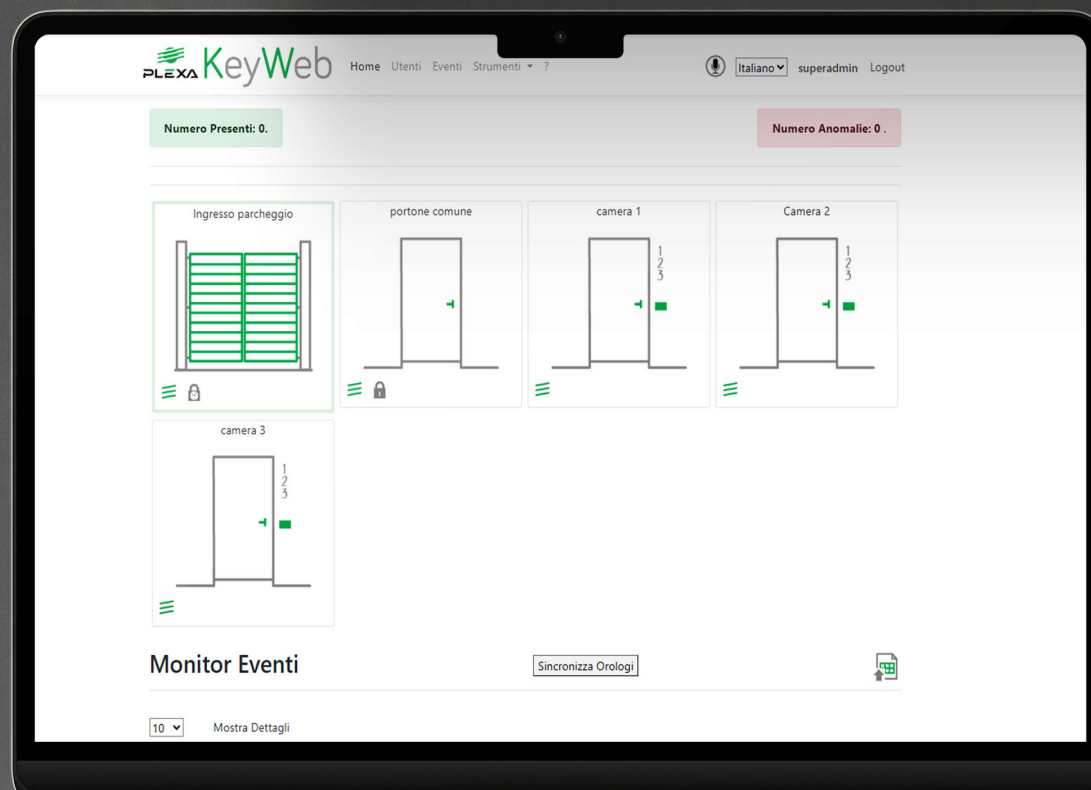 PLEXA KeyWeb Home Utenti Eventi Strumenti ? Italiano superadmin Logout
Numero Presenti: 0. Numero Anomalie: 0 .
Ingresso parcheggio portone comune camera 1 Camera 2
1
2
3
1
2
3
camera 3
1
2
3
Monitor Eventi Sincronizza Orologi
10 Mostra Dettagli